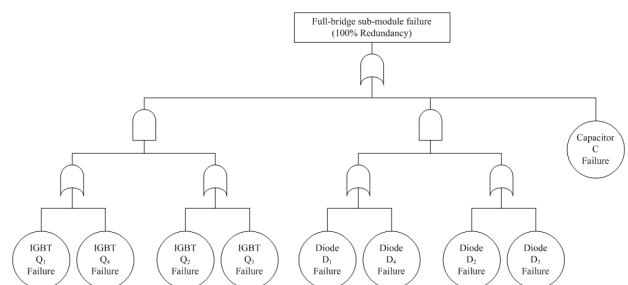 Full-bridge sub-module failure
(100% Redundancy)
Capacitor
C
Failure
IGBT
Q₁
Failure
IGBT
Q₄
Failure
IGBT
Q₂
Failure
IGBT
Q₃
Failure
Diode
D₁
Failure
Diode
D₄
Failure
Diode
D₂
Failure
Diode
D₃
Failure